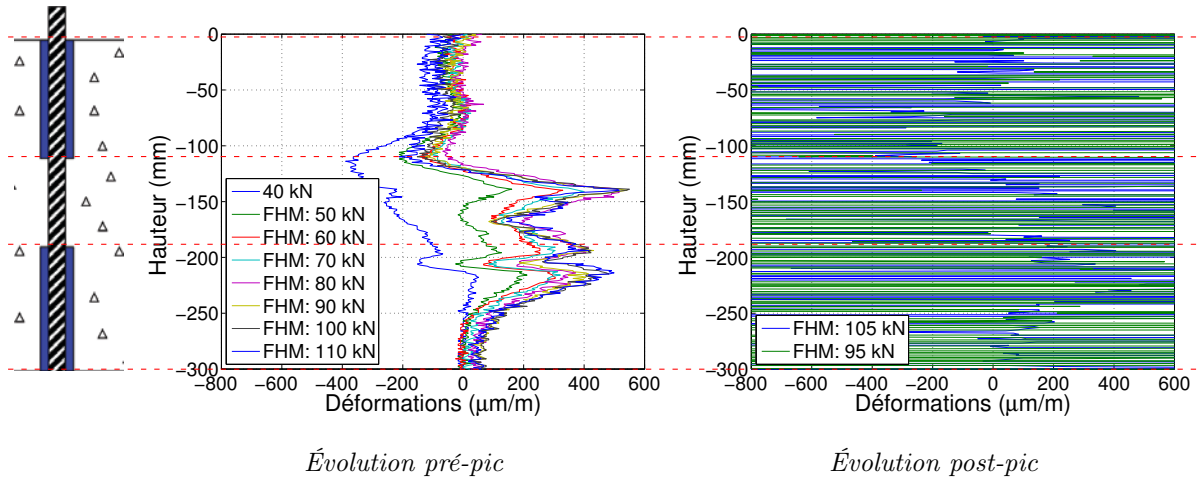 0
−50
−100
−150
−200
−250
−300
Hauteur (mm)
40 kN
FHM: 50 kN
FHM: 60 kN
FHM: 70 kN
FHM: 80 kN
FHM: 90 kN
FHM: 100 kN
FHM: 110 kN
−800 −600 −400 −200 0 200 400 600
Déformations (µm/m)
Évolution pré-pic
0
−50
−100
−150
−200
−250
−300
Hauteur (mm)
FHM: 105 kN
FHM: 95 kN
−800 −600 −400 −200 0 200 400 600
Déformations (µm/m)
Évolution post-pic